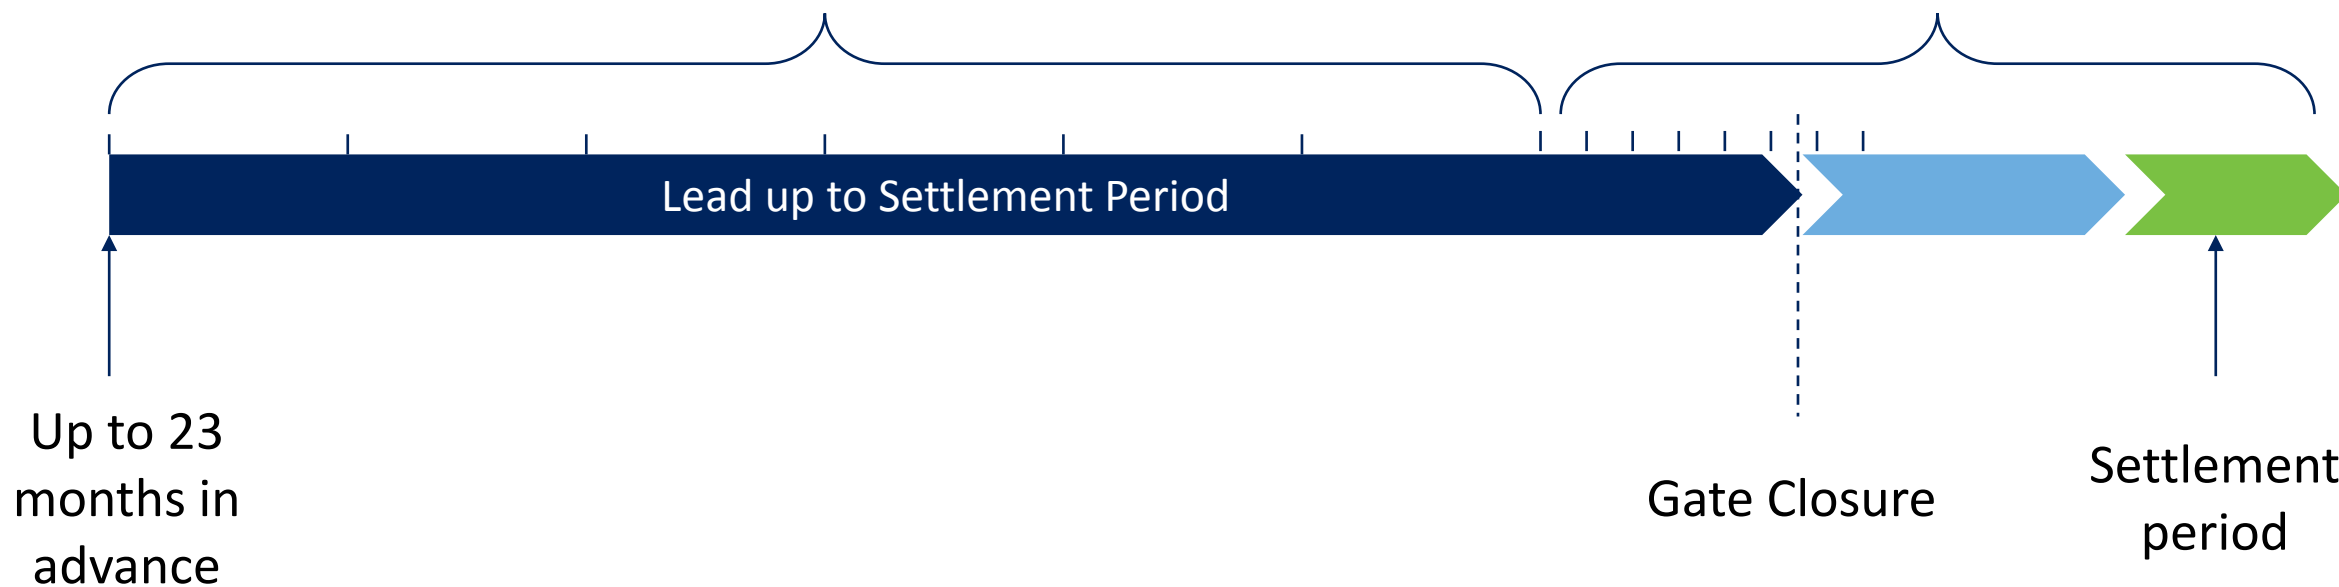 Lead up to Settlement Period
Up to 23
months in
advance
Gate Closure
Settlement
period